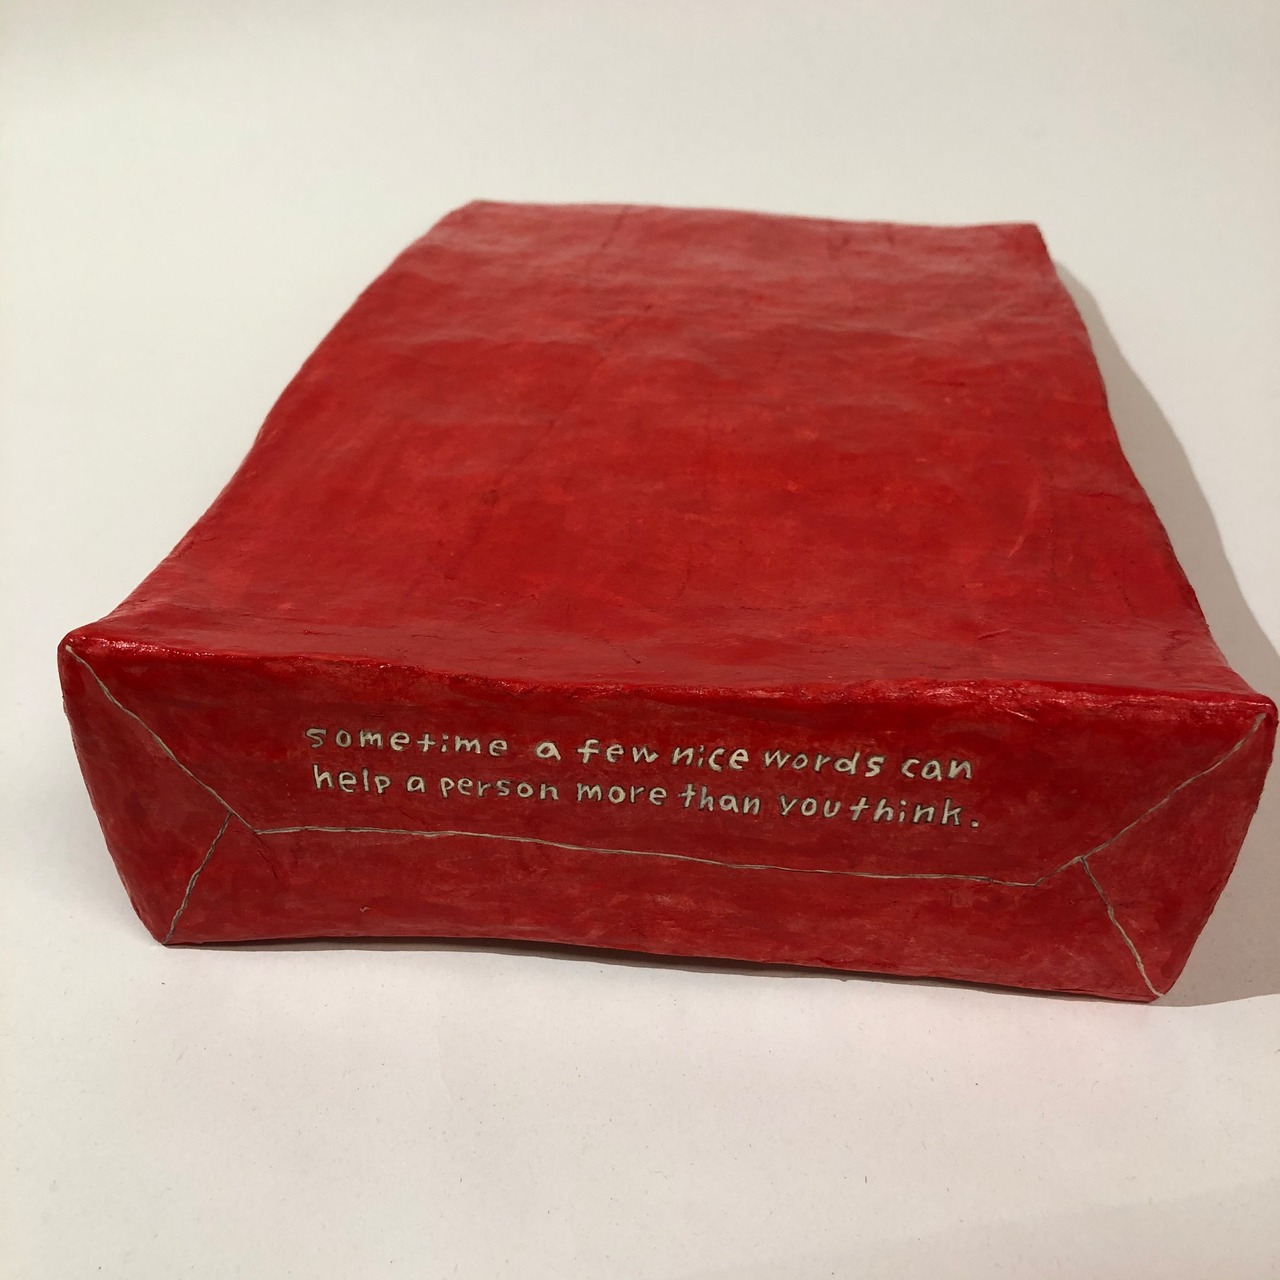 sometime a few nice words can
help a person more than you think.